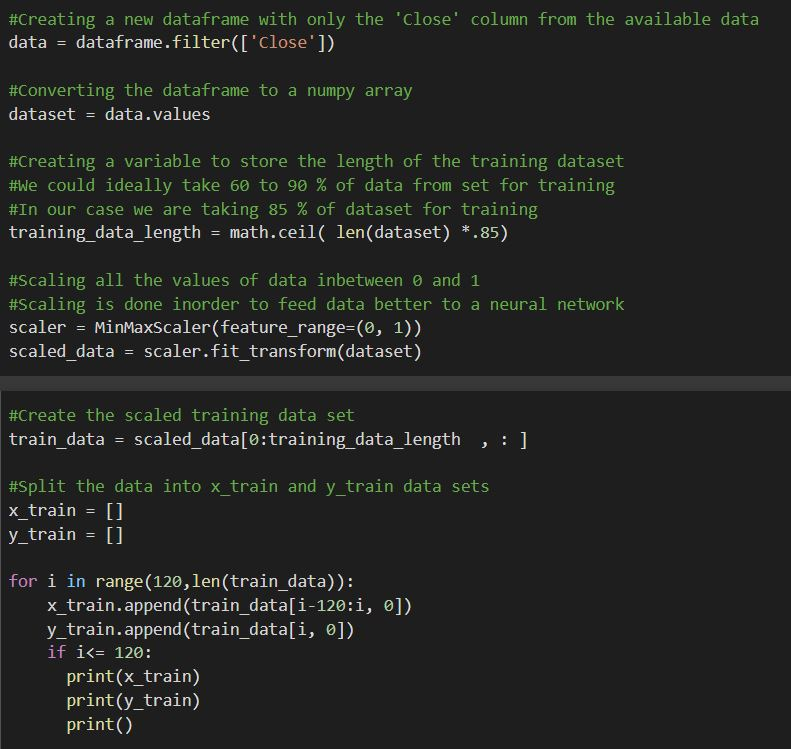 #Creating a new dataframe with only the 'Close' column from the available data
data = dataframe.filter(['Close'])
#Converting the dataframe to a numpy array
dataset = data.values
#Creating a variable to store the length of the training dataset
#We could ideally take 60 to 90 % of data from set for training
#In our case we are taking 85 % of dataset for training
training_data_length = math.ceil( len(dataset) *.85)
#Scaling all the values of data inbetween 0 and 1
#Scaling is done inorder to feed data better to a neural network
scaler = MinMaxScaler(feature_range=(0, 1))
scaled_data = scaler.fit_transform(dataset)
#Create the scaled training data set
train_data = scaled_data[0:training_data_length  , : ]
#Split the data into x_train and y_train data sets
x_train = []
y_train = []
for i in range(120,len(train_data)):
    x_train.append(train_data[i-120:i, 0])
    y_train.append(train_data[i, 0])
    if i<= 120:
      print(x_train)
      print(y_train)
      print()